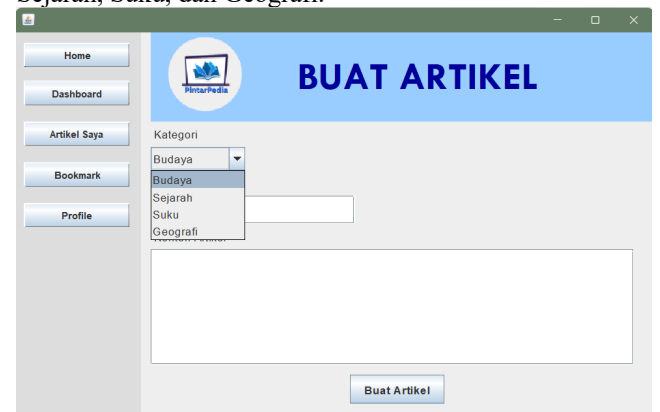 Sejarah, Suku, dan Geografi.
Home
Dashboard
Artikel Saya
Bookmark
Profile
PintarPedia
BUAT ARTIKEL
Kategori
Budaya
Budaya
Sejarah
Suku
Geografi
Buat Artikel